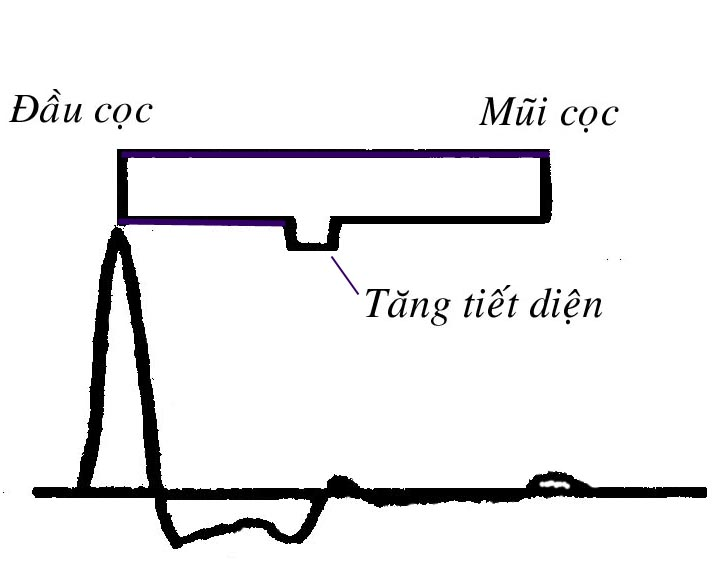 Đầu cọc
Mũi cọc
Tăng tiết diện